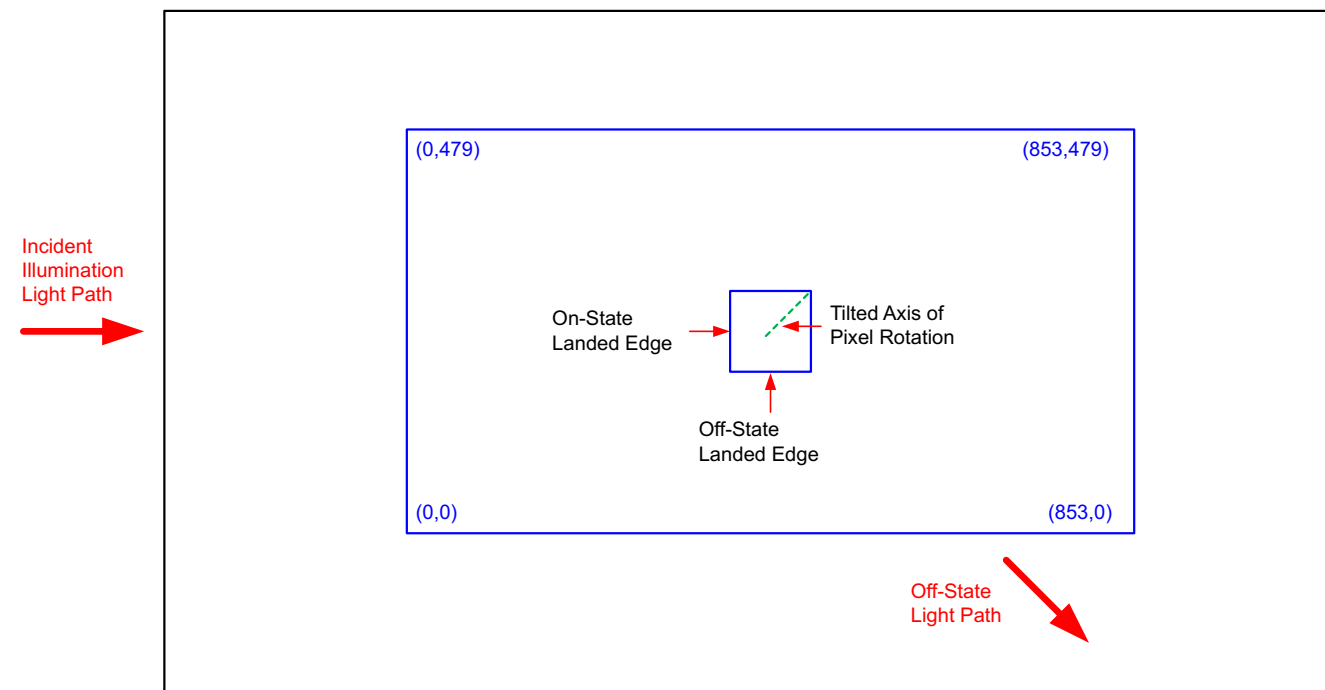 (0,479)
(853,479)
Incident
Illumination
Light Path
On-State
Landed Edge
Tilted Axis of
Pixel Rotation
Off-State
Landed Edge
(0,0)
(853,0)
Off-State
Light Path